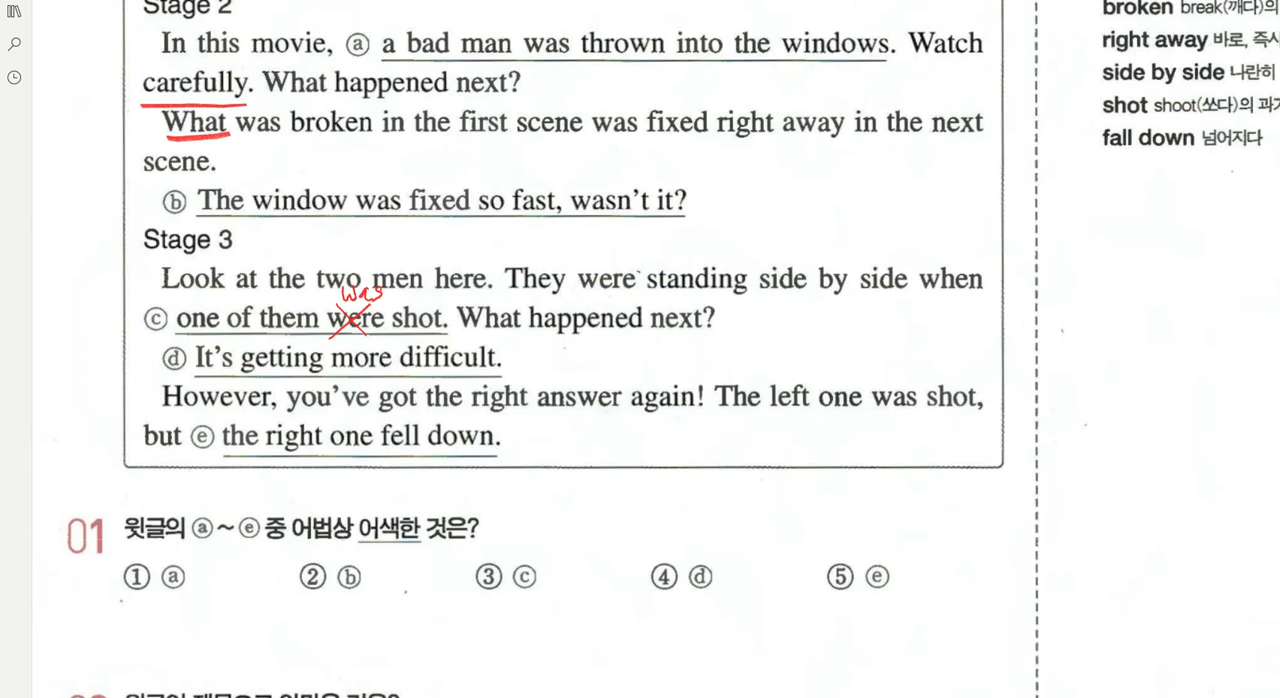 Stage 2
In this movie, ⓐ a bad man was thrown into the windows. Watch
carefully. What happened next?
What was broken in the first scene was fixed right away in the next
scene.
ⓑ The window was fixed so fast, wasn't it?
Stage 3
Look at the two men here. They were standing side by side when
was
ⓒ one of them were shot. What happened next?
ⓓ It's getting more difficult.
However, you've got the right answer again! The left one was shot,
but ⓔ the right one fell down.
01 윗글의 ⓐ~ⓔ 중 어법상 어색한 것은?
① ⓐ ② ⓑ ③ ⓒ ④ ⓓ ⑤ ⓔ
broken break(깨다)의
right away 바로, 즉시
side by side 나란히
shot shoot(쏘다)의 과거
fall down 넘어지다